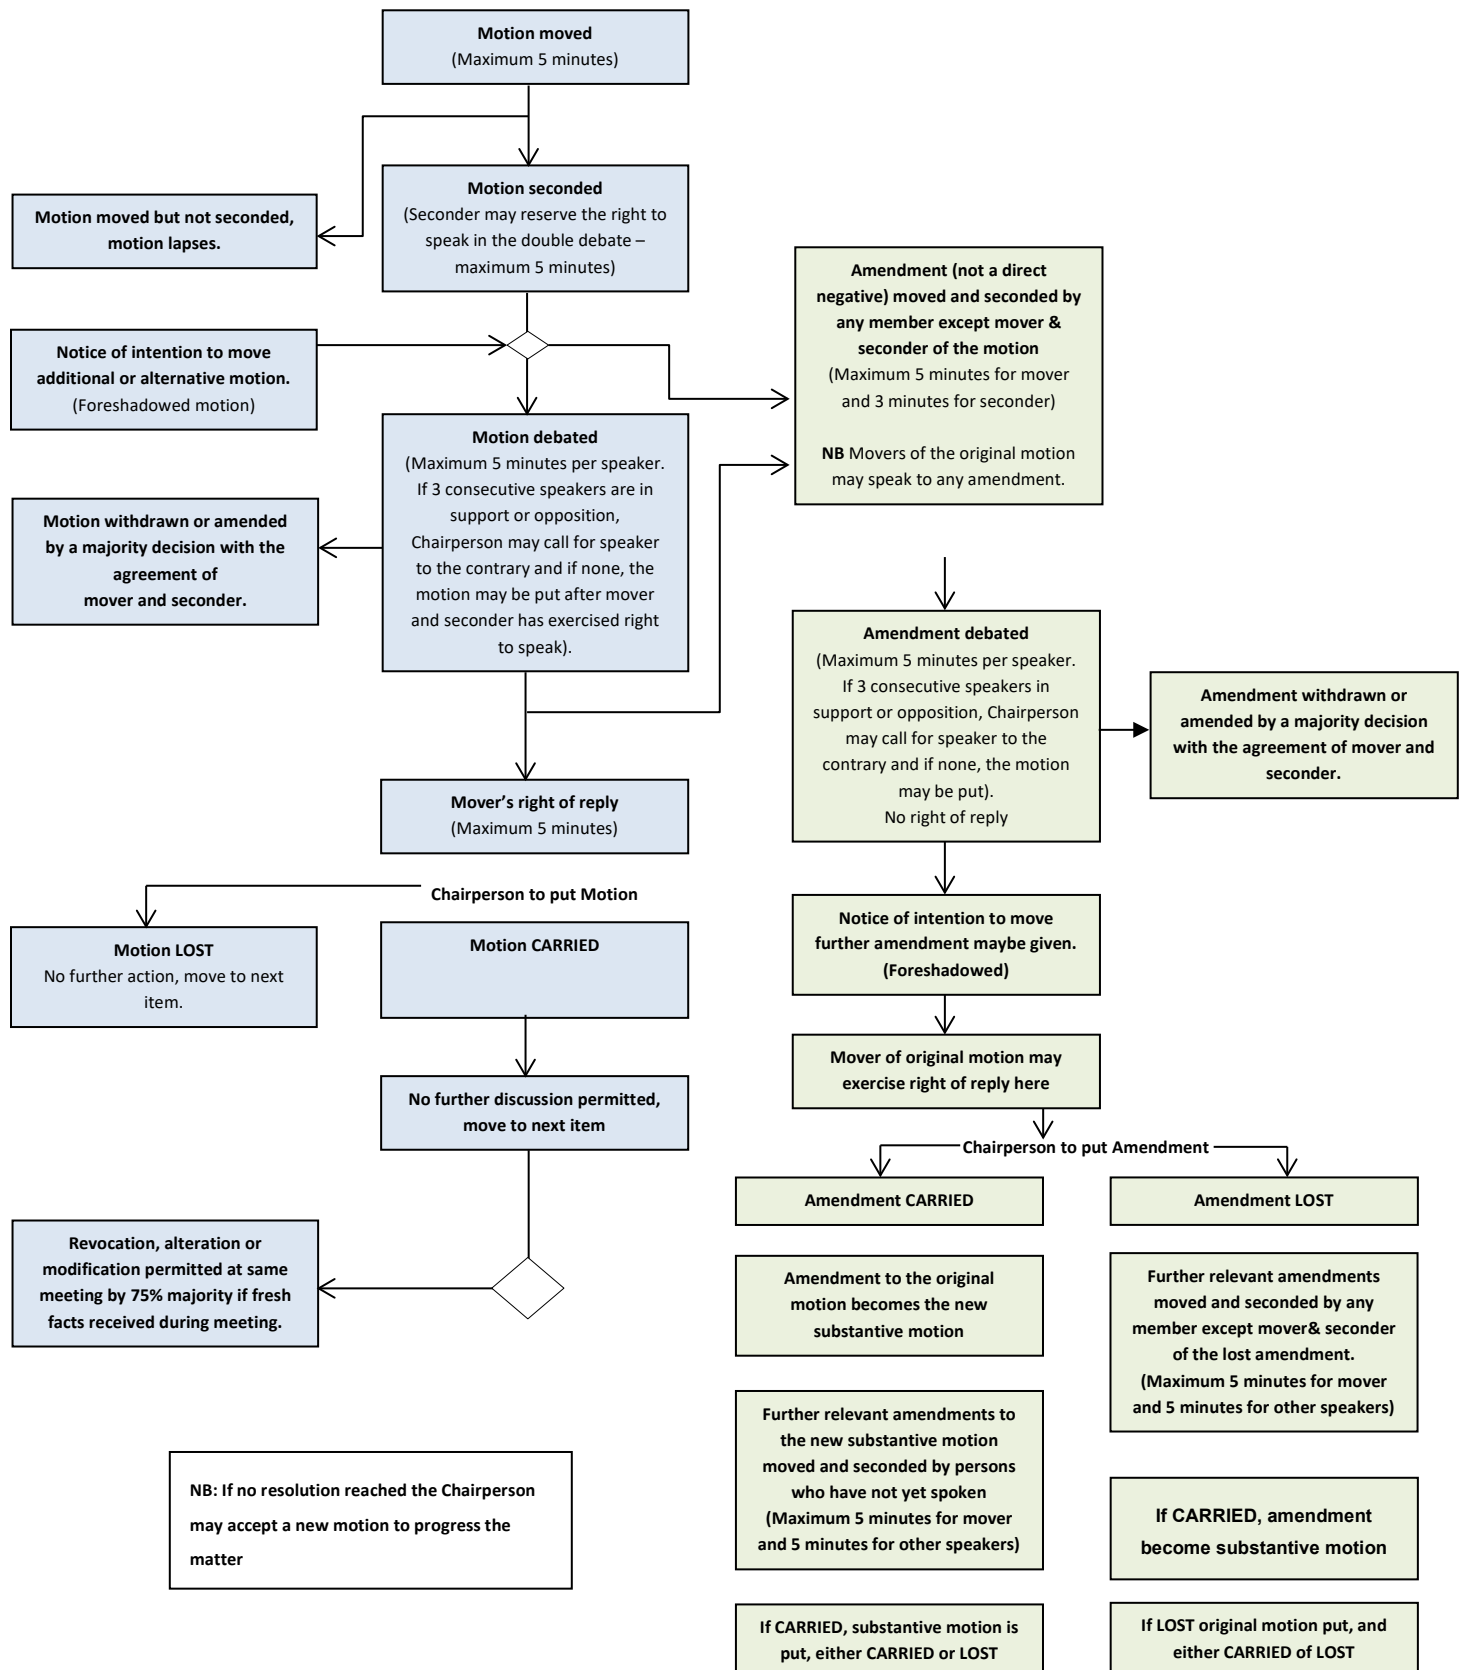 Motion moved
(Maximum 5 minutes)
Motion seconded
(Seconder may reserve the right to
speak in the double debate –
maximum 5 minutes)
Motion moved but not seconded,
motion lapses.
Amendment (not a direct
negative) moved and seconded by
any member except mover &
seconder of the motion
(Maximum 5 minutes for mover
and 3 minutes for seconder)
NB Movers of the original motion
may speak to any amendment.
Notice of intention to move
additional or alternative motion.
(Foreshadowed motion)
Motion debated
(Maximum 5 minutes per speaker.
If 3 consecutive speakers are in
support or opposition,
Chairperson may call for speaker
to the contrary and if none, the
motion may be put after mover
and seconder has exercised right
to speak).
Motion withdrawn or amended
by a majority decision with the
agreement of
mover and seconder.
Amendment debated
(Maximum 5 minutes per speaker.
If 3 consecutive speakers in
support or opposition, Chairperson
may call for speaker to the
contrary and if none, the motion
may be put).
No right of reply
Amendment withdrawn or
amended by a majority decision
with the agreement of mover and
seconder.
Mover’s right of reply
(Maximum 5 minutes)
Chairperson to put Motion
Motion LOST
No further action, move to next
item.
Motion CARRIED
Notice of intention to move
further amendment maybe given.
(Foreshadowed)
Mover of original motion may
exercise right of reply here
No further discussion permitted,
move to next item
Chairperson to put Amendment
Amendment CARRIED
Amendment LOST
Revocation, alteration or
modification permitted at same
meeting by 75% majority if fresh
facts received during meeting.
Amendment to the original
motion becomes the new
substantive motion
Further relevant amendments
moved and seconded by any
member except mover& seconder
of the lost amendment.
(Maximum 5 minutes for mover
and 5 minutes for other speakers)
Further relevant amendments to
the new substantive motion
moved and seconded by persons
who have not yet spoken
(Maximum 5 minutes for mover
and 5 minutes for other speakers)
NB: If no resolution reached the Chairperson
may accept a new motion to progress the
matter
If CARRIED, amendment
become substantive motion
If CARRIED, substantive motion is
put, either CARRIED or LOST
If LOST original motion put, and
either CARRIED of LOST